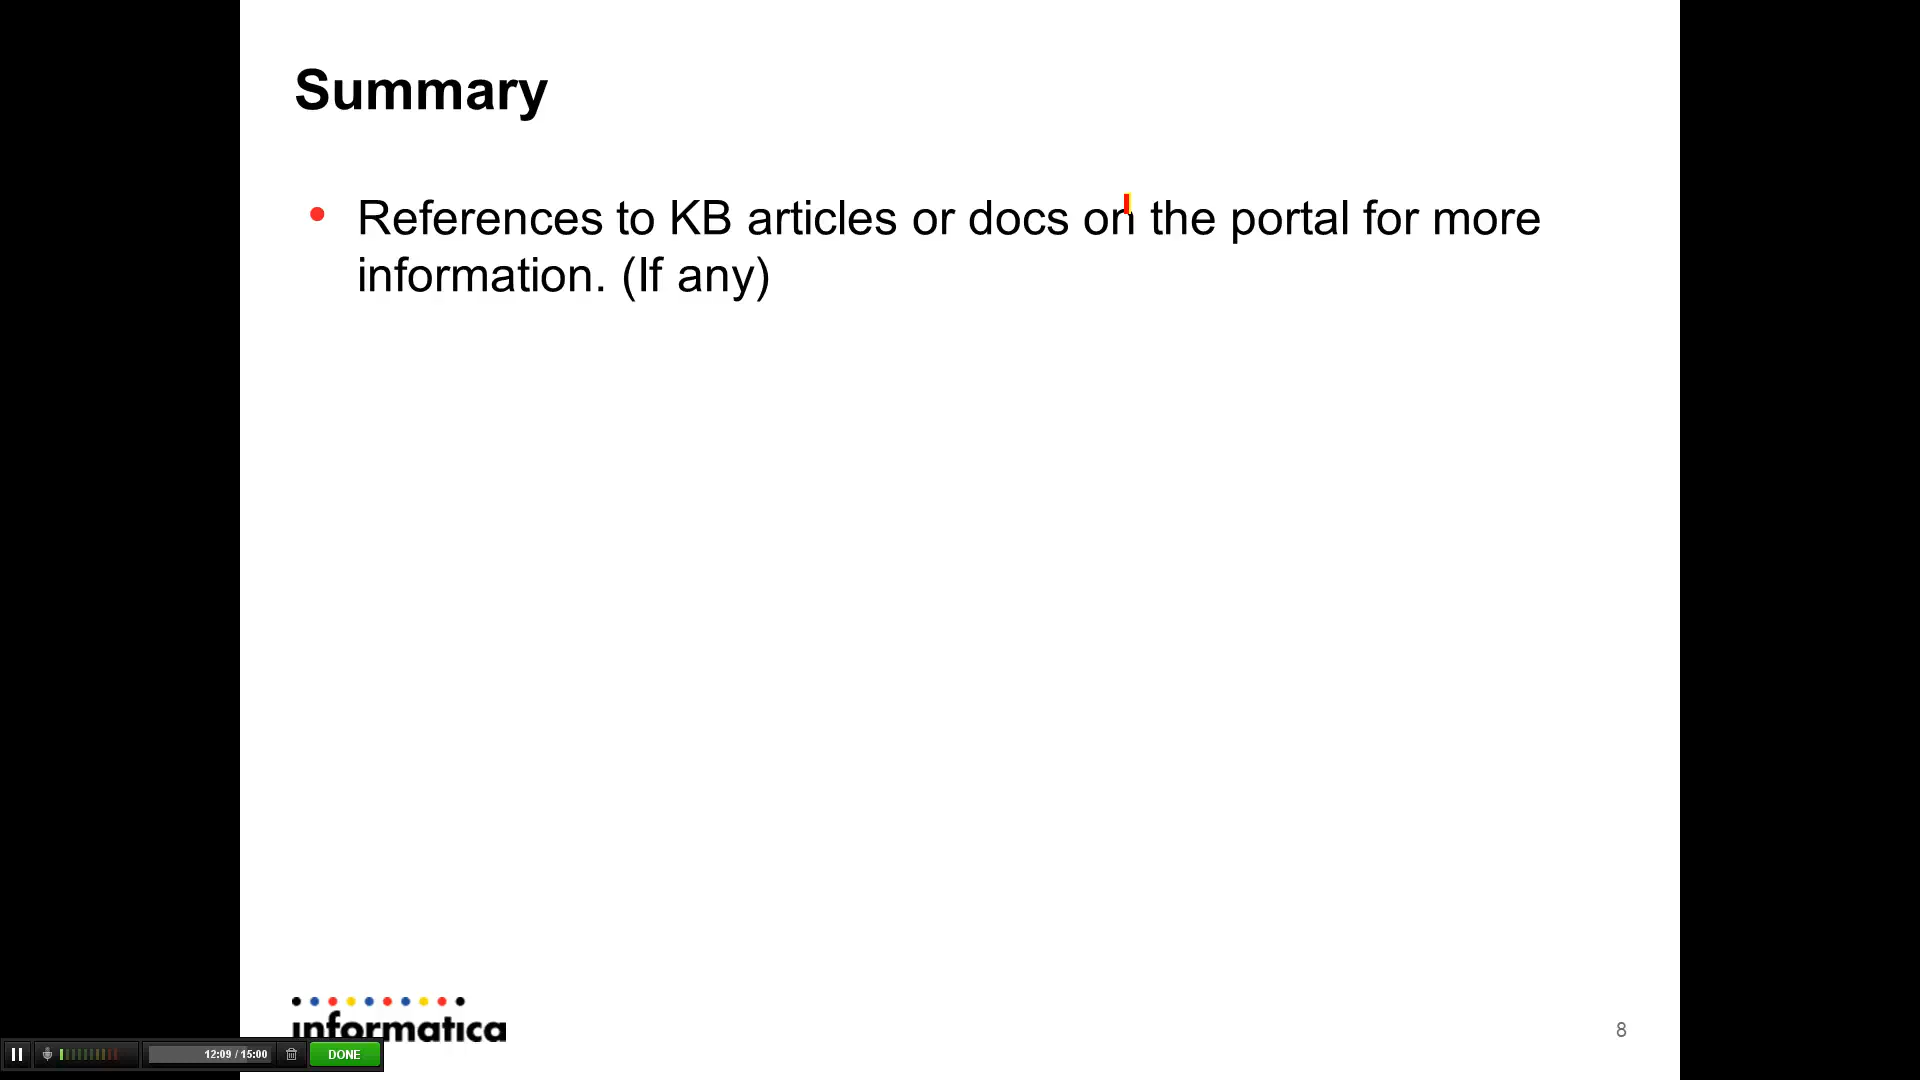 Summary
• References to KB articles or docs on the portal for more
information. (If any)
informatica
8
12:09 / 15:00
DONE